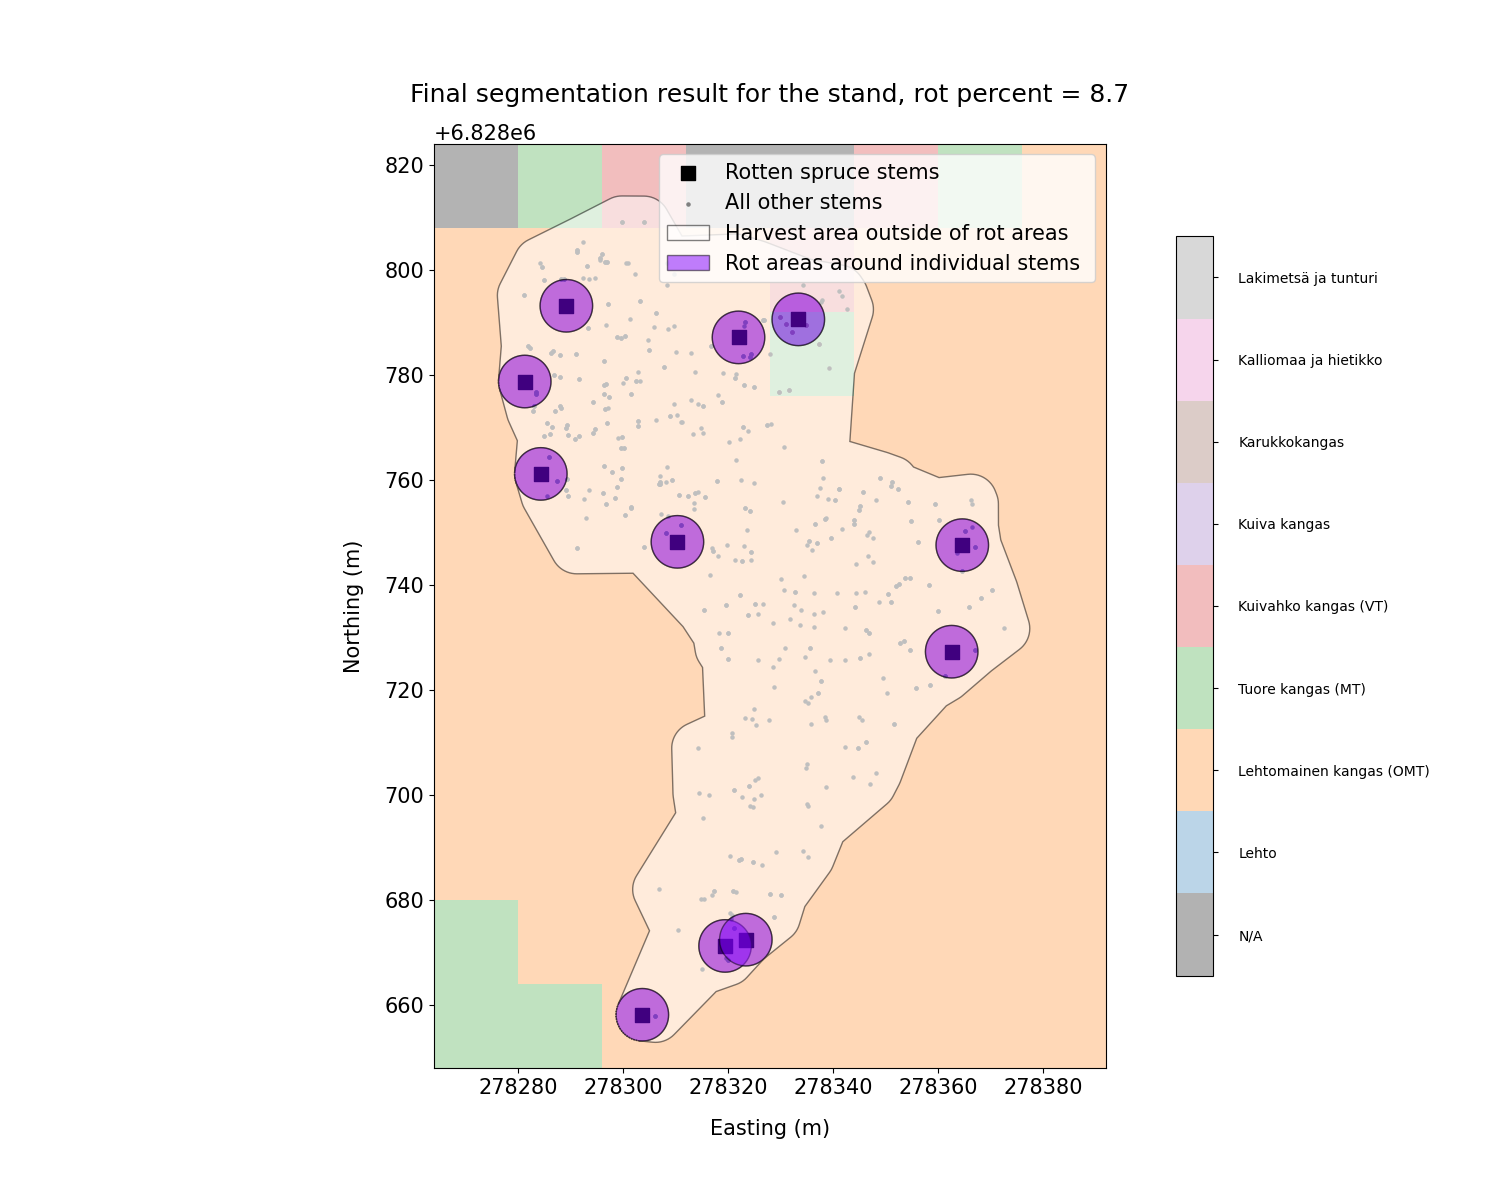 Final segmentation result for the stand, rot percent = 8.7
+6.828e6
Rotten spruce stems
All other stems
Harvest area outside of rot areas
Rot areas around individual stems
820
800
780
760
740
720
700
680
660
Northing (m)
278280 278300 278320 278340 278360 278380
Easting (m)
Lakimetsä ja tunturi
Kalliomaa ja hietikko
Karukkokangas
Kuiva kangas
Kuivahko kangas (VT)
Tuore kangas (MT)
Lehtomainen kangas (OMT)
Lehto
N/A